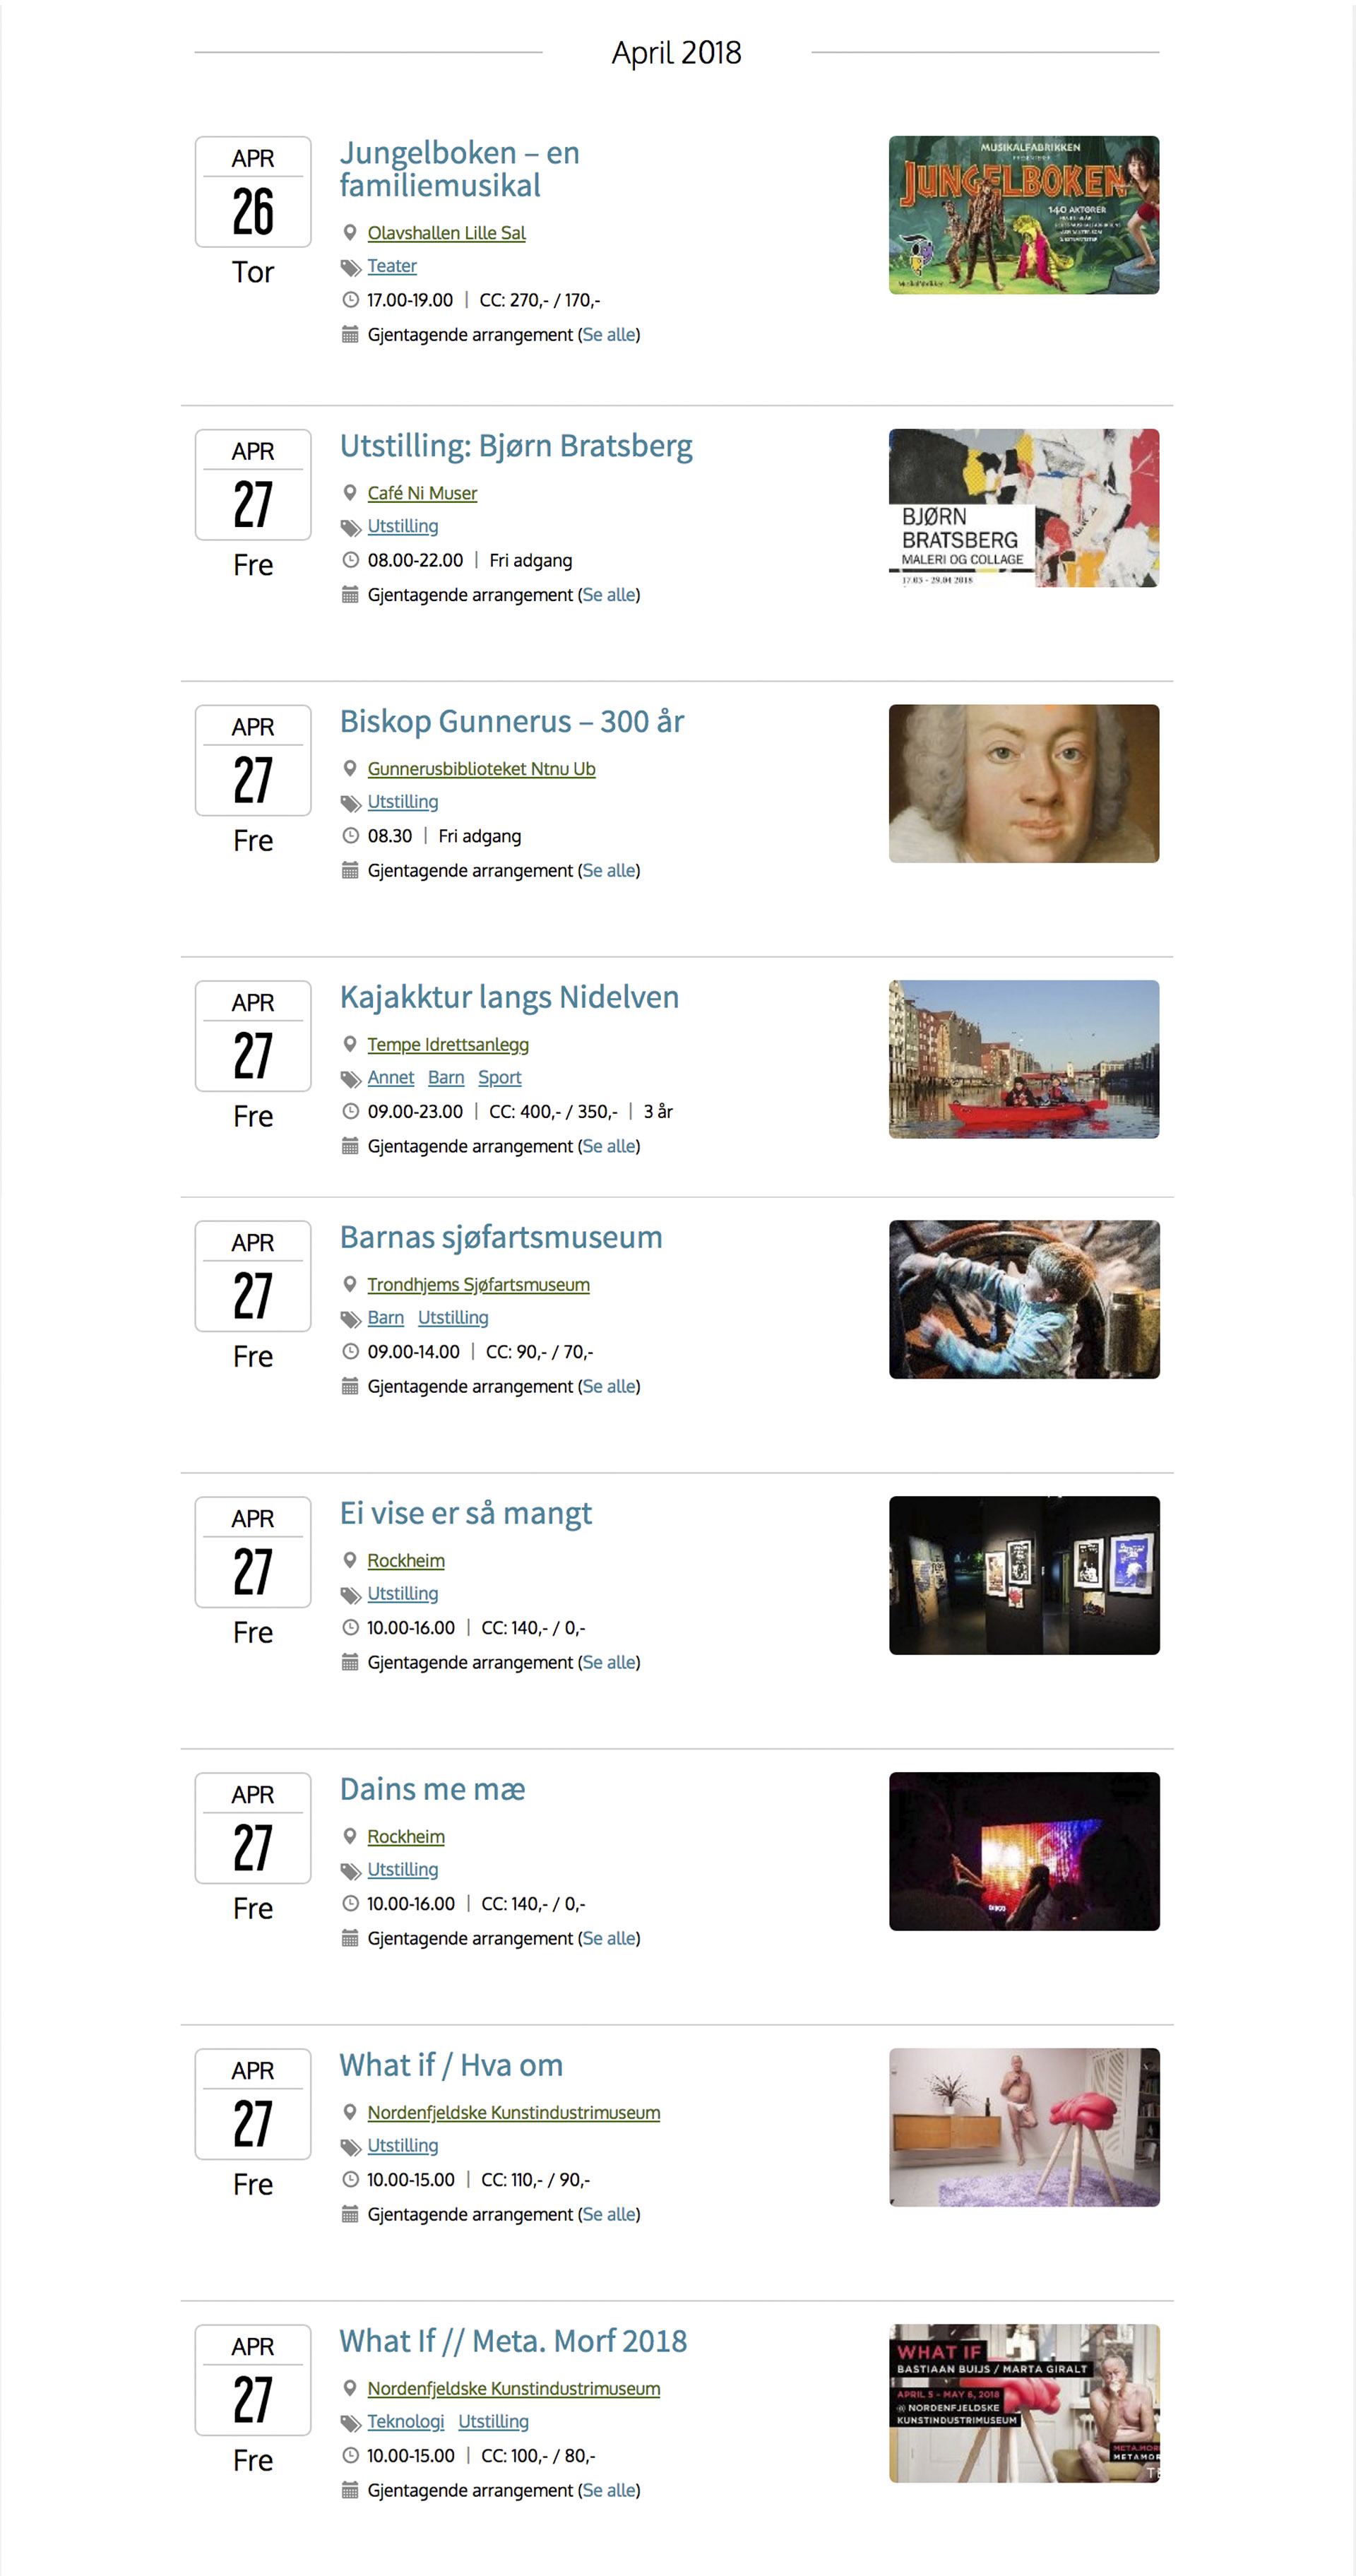 April 2018
APR
26
Tor
Jungelboken – en
familiemusikal
Olavshallen Lille Sal
Teater
17.00-19.00 | CC: 270,- / 170,-
Gjentagende arrangement (Se alle)
MUSIKALFABRIKKEN
JUNGELBOKEN
140 AKTØRER
APR
27
Fre
Utstilling: Bjørn Bratsberg
Café Ni Muser
Utstilling
08.00-22.00 | Fri adgang
Gjentagende arrangement (Se alle)
BJØRN
BRATSBERG
MALERI OG COLLAGE
17.03 - 29.04 2018
APR
27
Fre
Biskop Gunnerus – 300 år
Gunnerusbiblioteket Ntnu Ub
Utstilling
08.30 | Fri adgang
Gjentagende arrangement (Se alle)
APR
27
Fre
Kajakktur langs Nidelven
Tempe Idrettsanlegg
Annet Barn Sport
09.00-23.00 | CC: 400,- / 350,- | 3 år
Gjentagende arrangement (Se alle)
APR
27
Fre
Barnas sjøfartsmuseum
Trondhjems Sjøfartsmuseum
Barn Utstilling
09.00-14.00 | CC: 90,- / 70,-
Gjentagende arrangement (Se alle)
APR
27
Fre
Ei vise er så mangt
Rockheim
Utstilling
10.00-16.00 | CC: 140,- / 0,-
Gjentagende arrangement (Se alle)
APR
27
Fre
Dains me mæ
Rockheim
Utstilling
10.00-16.00 | CC: 140,- / 0,-
Gjentagende arrangement (Se alle)
APR
27
Fre
What if / Hva om
Nordenfjeldske Kunstindustrimuseum
Utstilling
10.00-15.00 | CC: 110,- / 90,-
Gjentagende arrangement (Se alle)
APR
27
Fre
What If // Meta. Morf 2018
Nordenfjeldske Kunstindustrimuseum
Teknologi Utstilling
10.00-15.00 | CC: 100,- / 80,-
Gjentagende arrangement (Se alle)
WHAT IF
BASTIAAN BUIJS / MARTA GIRALT
APRIL 5 - MAY 6, 2018
@ NORDENFJELDSKE
KUNSTINDUSTRIMUSEUM
META.MOR
METAMOR
TE